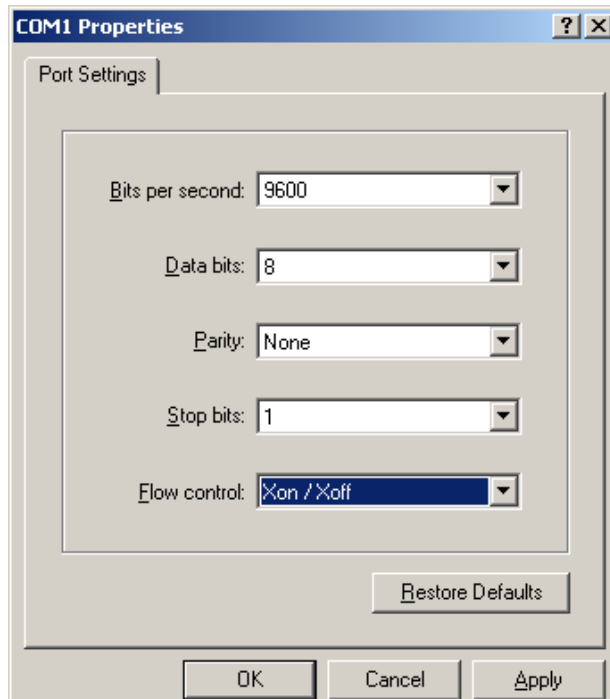 COM1 Properties
Port Settings
Bits per second: 9600
Data bits: 8
Parity: None
Stop bits: 1
Flow control: Xon / Xoff
Restore Defaults
OK Cancel Apply